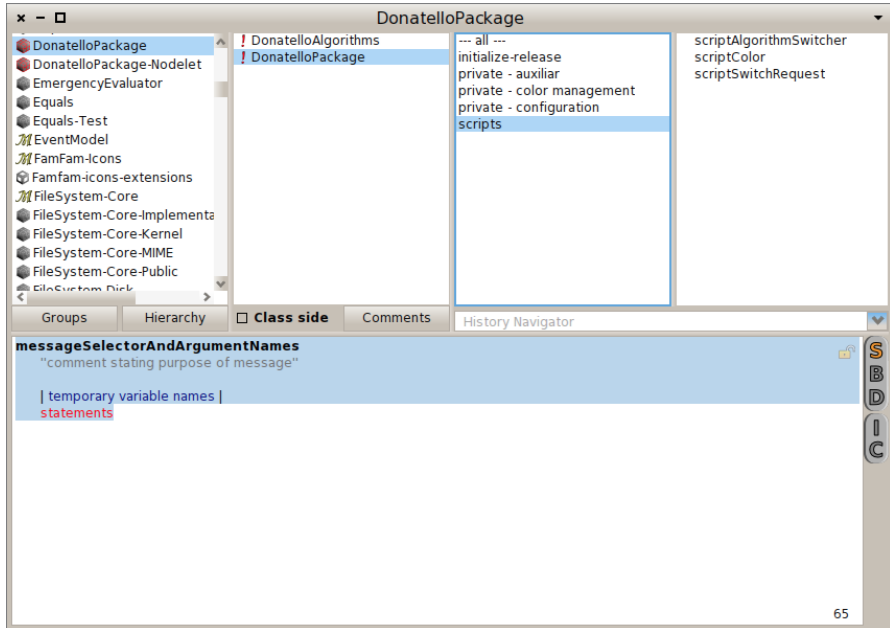 DonatelloPackage
DonatelloPackage
DonatelloPackage-Nodelet
EmergencyEvaluator
Equals
Equals-Test
EventModel
FamFam-Icons
Famfam-icons-extensions
FileSystem-Core
FileSystem-Core-Implementa
FileSystem-Core-Kernel
FileSystem-Core-MIME
FileSystem-Core-Public
FileSystem-Disk
DonatelloAlgorithms
DonatelloPackage
--- all ---
initialize-release
private - auxiliar
private - color management
private - configuration
scripts
scriptAlgorithmSwitcher
scriptColor
scriptSwitchRequest
Groups Hierarchy Class side Comments History Navigator
messageSelectorAndArgumentNames
"comment stating purpose of message"
| temporary variable names |
statements
S
B
D
I
C
65